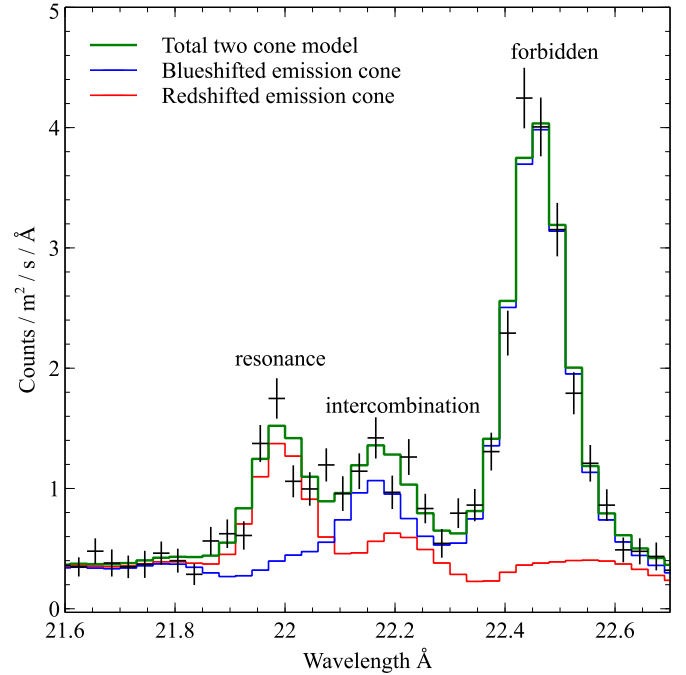 Total two cone model
Blueshifted emission cone
Redshifted emission cone
forbidden
resonance
intercombination
5
4
3
2
1
0
Counts / m² / s / Å
21.6
21.8
22
22.2
22.4
22.6
Wavelength Å